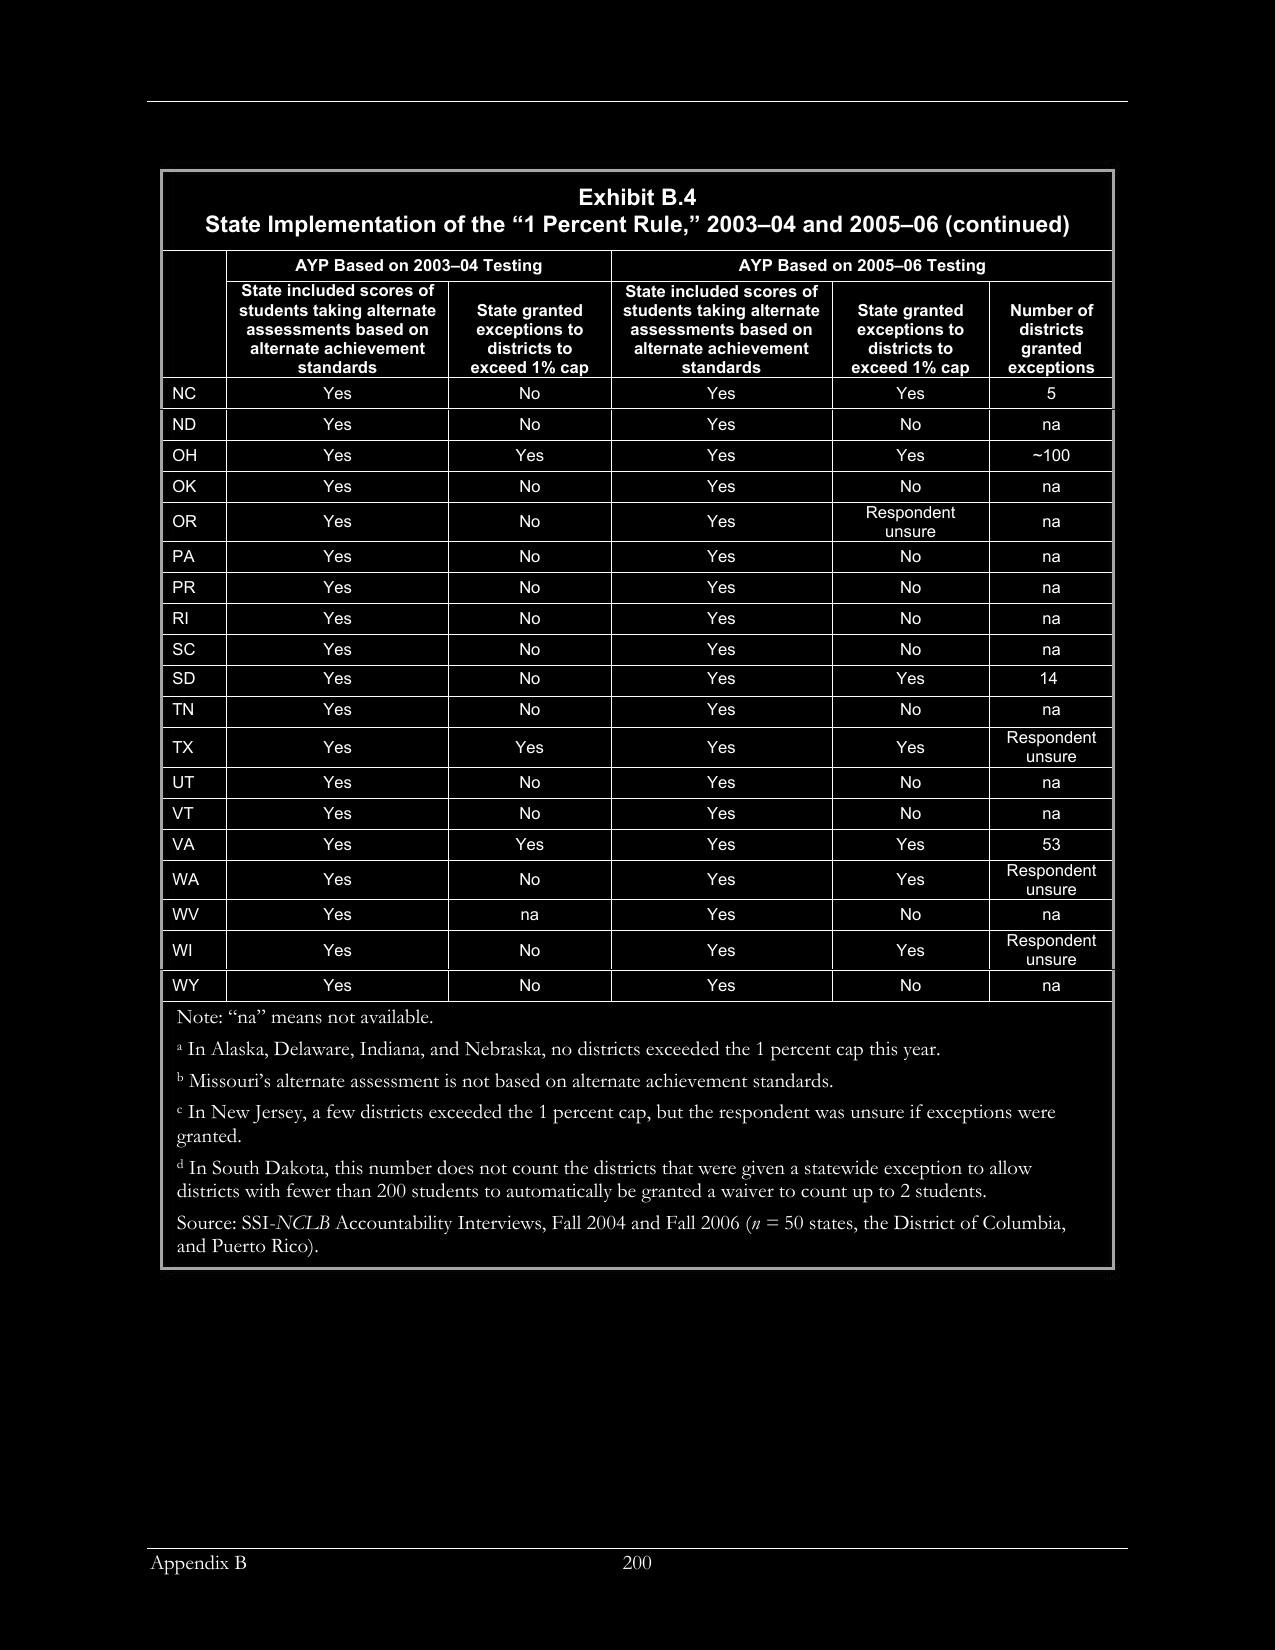 Exhibit B.4
State Implementation of the “1 Percent Rule,” 2003–04 and 2005–06 (continued)
AYP Based on 2003–04 Testing AYP Based on 2005–06 Testing
State included scores of students taking alternate assessments based on alternate achievement standards State granted exceptions to districts to exceed 1% cap State included scores of students taking alternate assessments based on alternate achievement standards State granted exceptions to districts to exceed 1% cap Number of districts granted exceptions
NC Yes No Yes Yes 5
ND Yes No Yes No na
OH Yes Yes Yes Yes ~100
OK Yes No Yes No na
OR Yes No Yes Respondent unsure na
PA Yes No Yes No na
PR Yes No Yes No na
RI Yes No Yes No na
SC Yes No Yes No na
SD Yes No Yes Yes 14
TN Yes No Yes No na
TX Yes Yes Yes Yes Respondent unsure
UT Yes No Yes No na
VT Yes No Yes No na
VA Yes Yes Yes Yes 53
WA Yes No Yes Yes Respondent unsure
WV Yes na Yes No na
WI Yes No Yes Yes Respondent unsure
WY Yes No Yes No na
Note: “na” means not available.
a In Alaska, Delaware, Indiana, and Nebraska, no districts exceeded the 1 percent cap this year.
b Missouri’s alternate assessment is not based on alternate achievement standards.
c In New Jersey, a few districts exceeded the 1 percent cap, but the respondent was unsure if exceptions were
granted.
d In South Dakota, this number does not count the districts that were given a statewide exception to allow
districts with fewer than 200 students to automatically be granted a waiver to count up to 2 students.
Source: SSI-NCLB Accountability Interviews, Fall 2004 and Fall 2006 (n = 50 states, the District of Columbia,
and Puerto Rico).
Appendix B 200